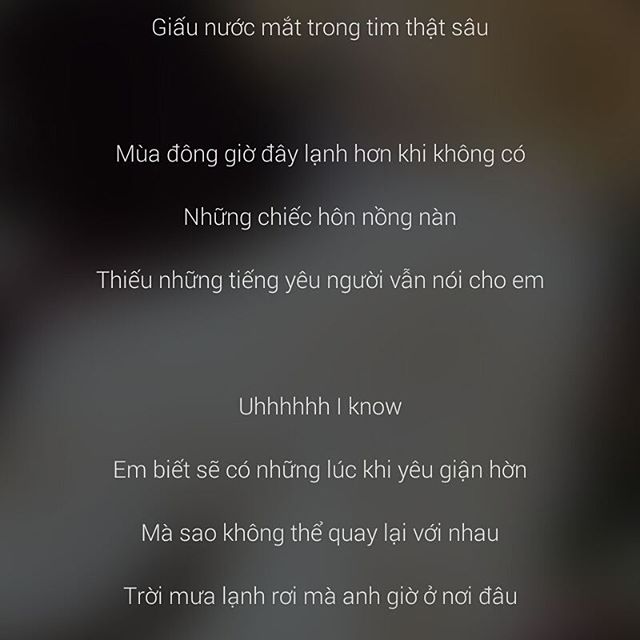 Giấu nước mắt trong tim thật sâu
Mùa đông giờ đây lạnh hơn khi không có
Những chiếc hôn nồng nàn
Thiếu những tiếng yêu người vẫn nói cho em
Uhhhhhh I know
Em biết sẽ có những lúc khi yêu giận hờn
Mà sao không thể quay lại với nhau
Trời mưa lạnh rơi mà anh giờ ở nơi đâu